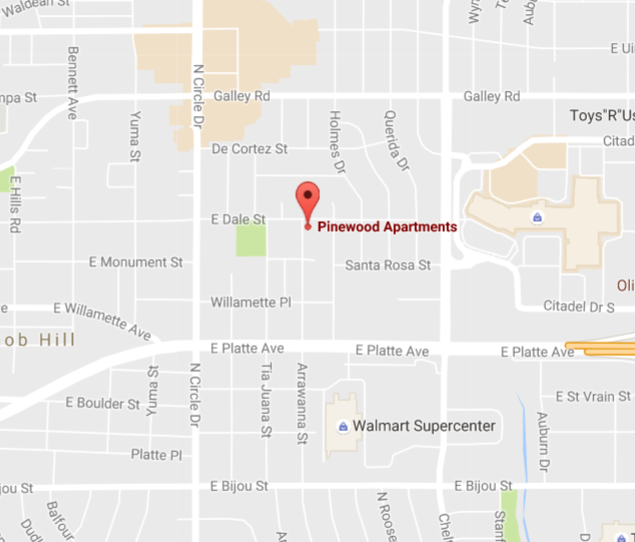 Waldean St
Bennett Ave
N Circle Dr
E Ui
Galley Rd
Galley Rd
mpa St
Yuma St
Holmes Dr
Querida Dr
Toys"R"Us
Citad
De Cortez St
E Hills Rd
E Dale St
Pinewood Apartments
E Monument St
Santa Rosa St
Oli
Willamette Pl
Citadel Dr S
E Willamette Ave
ob Hill
E Platte Ave
E Platte Ave
E Platte Ave
Yuma St
N Circle Dr
Tia Juana St
Arrawanna St
E St Vrain St
E Boulder St
Walmart Supercenter
Auburn Dr
Platte Pl
jou St
E Bijou St
E Bijou St
Balfour
Dud
N Roose
Chel
Stanf